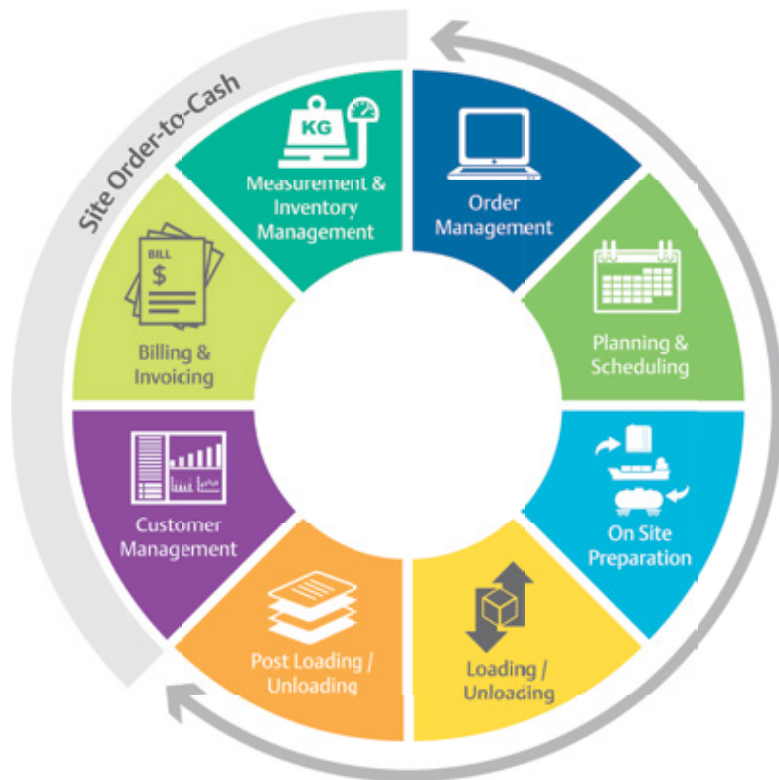 Site Order-to-Cash
KG
Measurement &
Inventory
Management
Order
Management
Planning &
Scheduling
On Site
Preparation
Loading /
Unloading
Post Loading /
Unloading
Customer
Management
BILL
$
Billing &
Invoicing